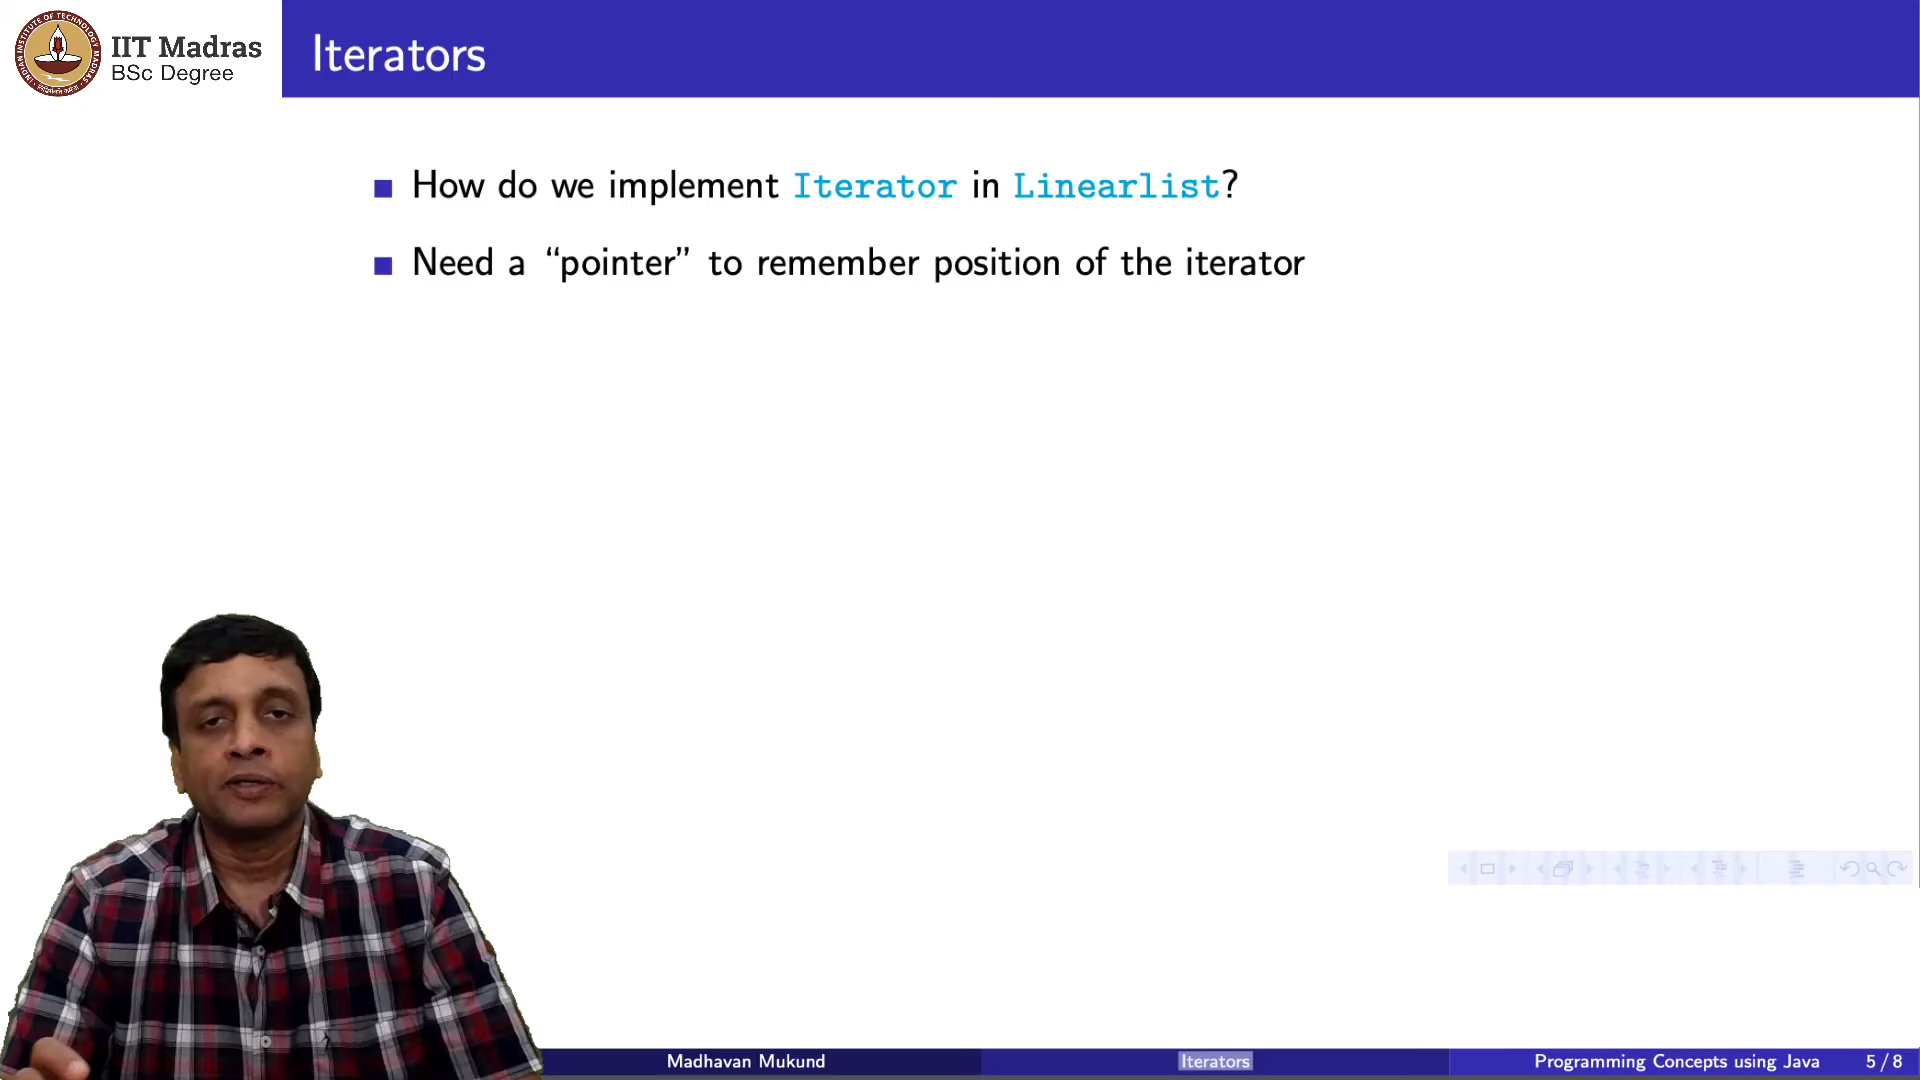 IIT Madras
BSc Degree
Iterators
How do we implement Iterator in Linearlist?
Need a “pointer” to remember position of the iterator
Madhavan Mukund
Iterators
Programming Concepts using Java
5 / 8